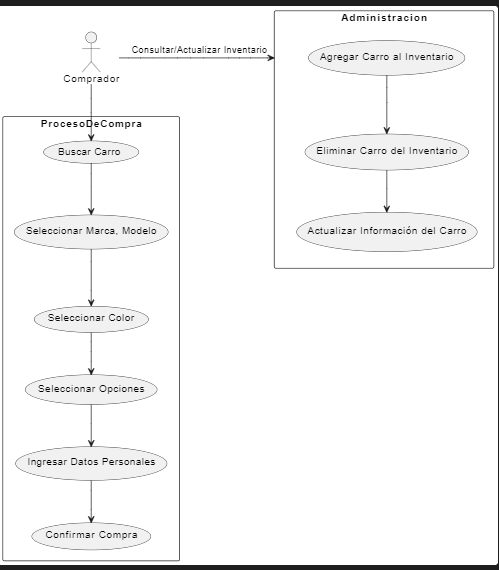 Administracion
Consultar/Actualizar Inventario
Agregar Carro al Inventario
Comprador
ProcesoDeCompra
Buscar Carro
Eliminar Carro del Inventario
Seleccionar Marca, Modelo
Actualizar Información del Carro
Seleccionar Color
Seleccionar Opciones
Ingresar Datos Personales
Confirmar Compra